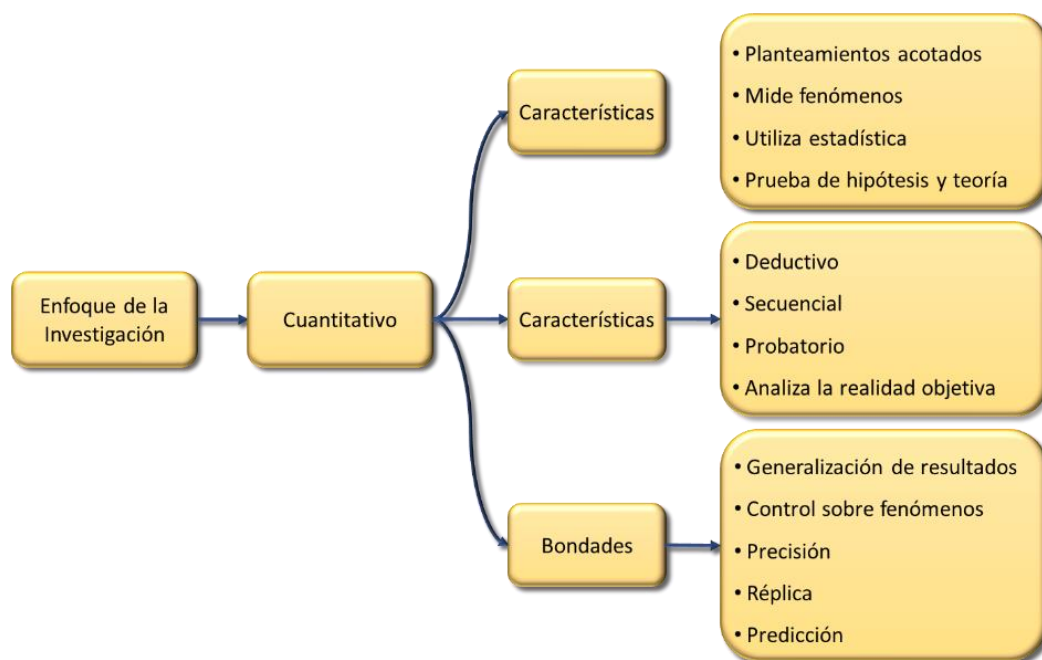 Enfoque de la
Investigación
Cuantitativo
Características
• Planteamientos acotados
• Mide fenómenos
• Utiliza estadística
• Prueba de hipótesis y teoría
Características
• Deductivo
• Secuencial
• Probatorio
• Analiza la realidad objetiva
Bondades
• Generalización de resultados
• Control sobre fenómenos
• Precisión
• Réplica
• Predicción